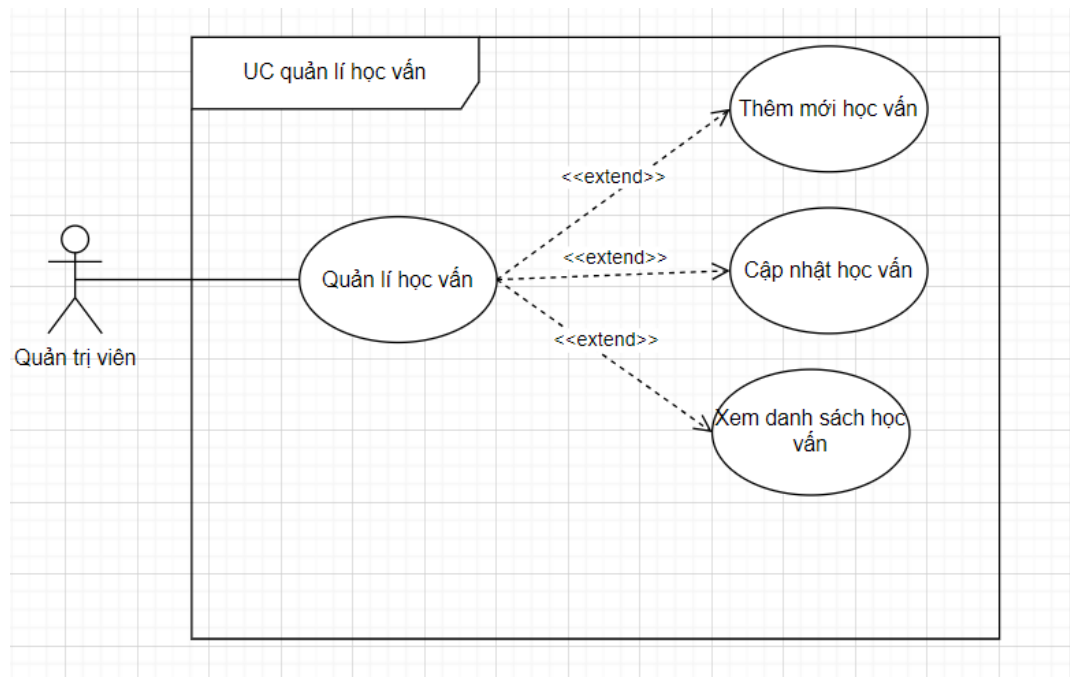 UC quản lí học vấn
Thêm mới học vấn
<<extend>>
<<extend>>
Cập nhật học vấn
Quản lí học vấn
<<extend>>
Quản trị viên
Xem danh sách học
vấn